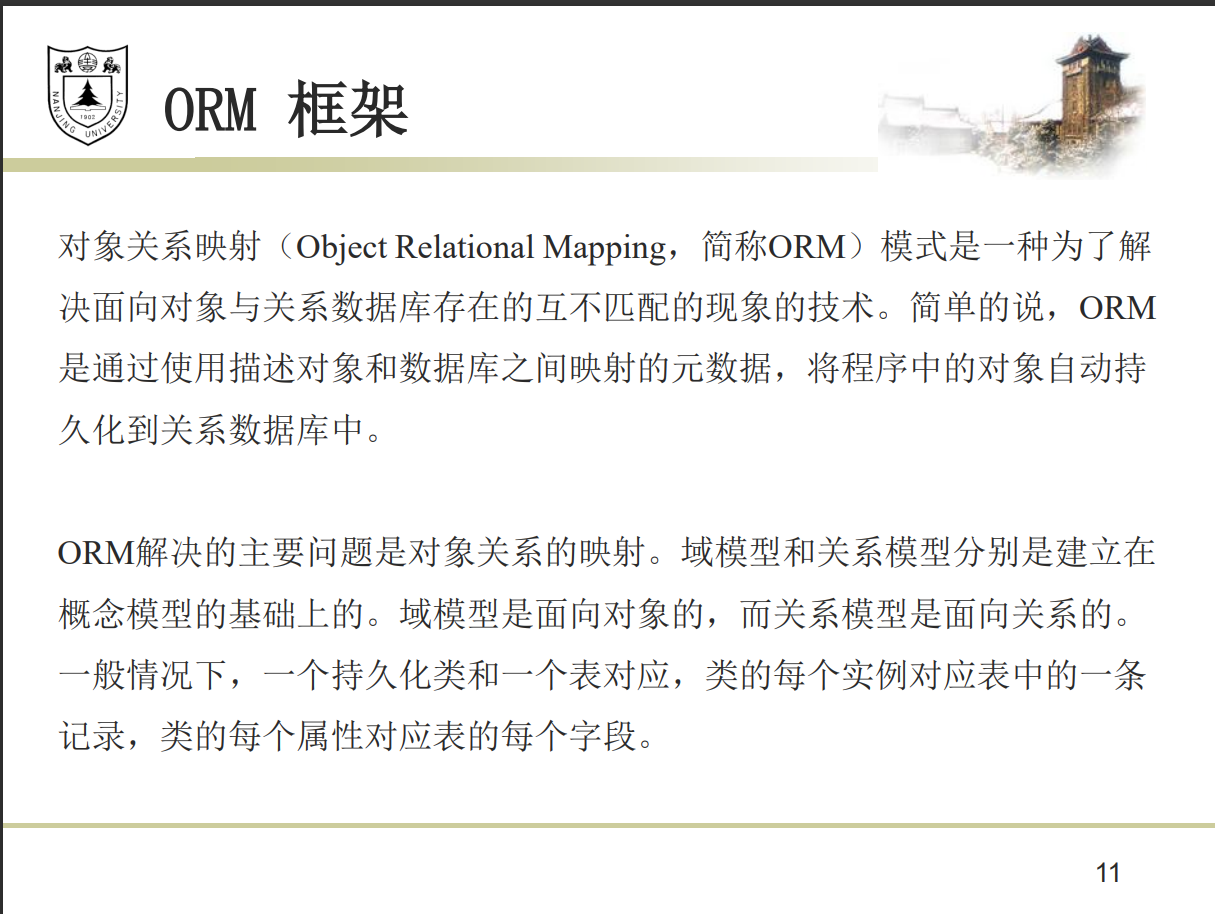 NANJING UNIVERSITY
1902
ORM 框架
对象关系映射（Object Relational Mapping，简称ORM）模式是一种为了解
决面向对象与关系数据库存在的互不匹配的现象的技术。简单的说，ORM
是通过使用描述对象和数据库之间映射的元数据，将程序中的对象自动持
久化到关系数据库中。
ORM解决的主要问题是对象关系的映射。域模型和关系模型分别是建立在
概念模型的基础上的。域模型是面向对象的，而关系模型是面向关系的。
一般情况下，一个持久化类和一个表对应，类的每个实例对应表中的一条
记录，类的每个属性对应表的每个字段。
11